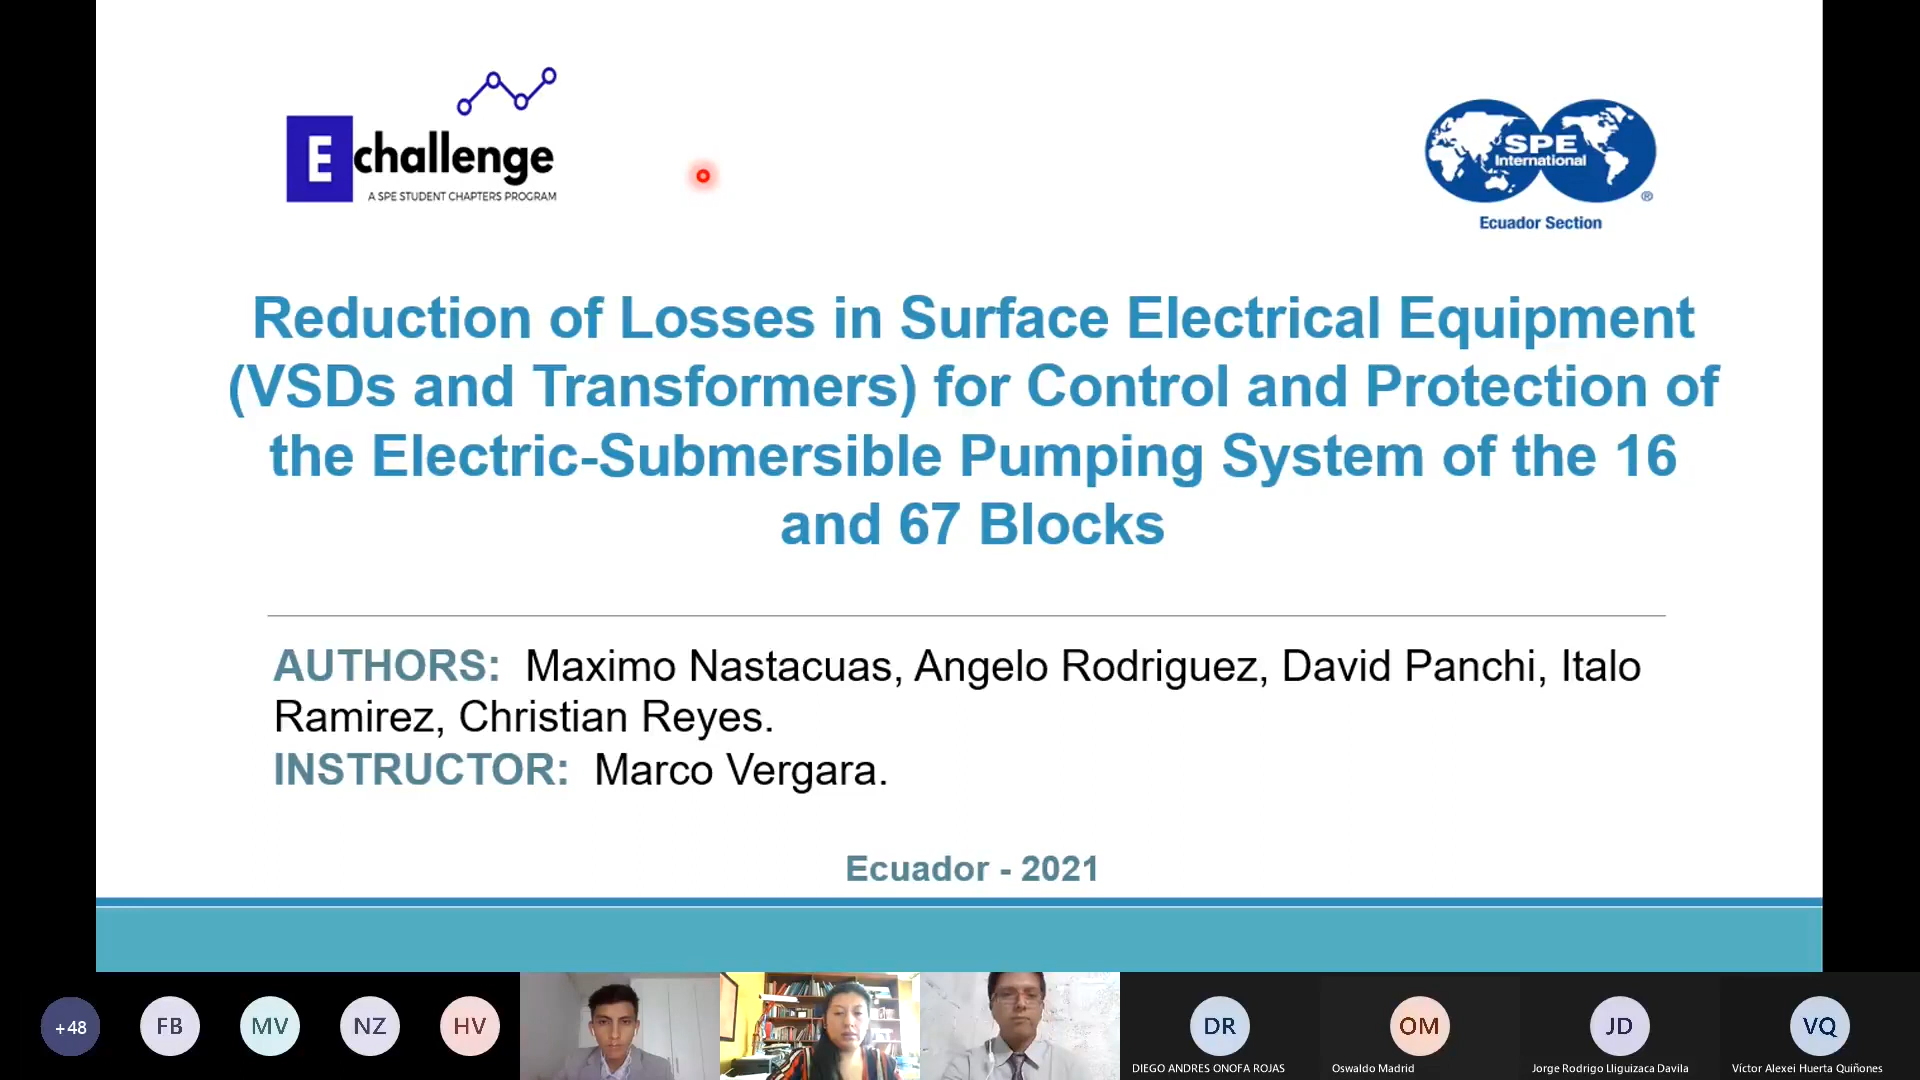 E challenge
A SPE STUDENT CHAPTERS PROGRAM
SPE
International
®
Ecuador Section
Reduction of Losses in Surface Electrical Equipment
(VSDs and Transformers) for Control and Protection of
the Electric-Submersible Pumping System of the 16
and 67 Blocks
AUTHORS: Maximo Nastacuas, Angelo Rodriguez, David Panchi, Italo
Ramirez, Christian Reyes.
INSTRUCTOR: Marco Vergara.
Ecuador - 2021
+48 FB MV NZ HV DR OM JD VQ
DIEGO ANDRES ONOFA ROJAS Oswaldo Madrid Jorge Rodrigo Lliguizaca Davila Víctor Alexei Huerta Quiñones